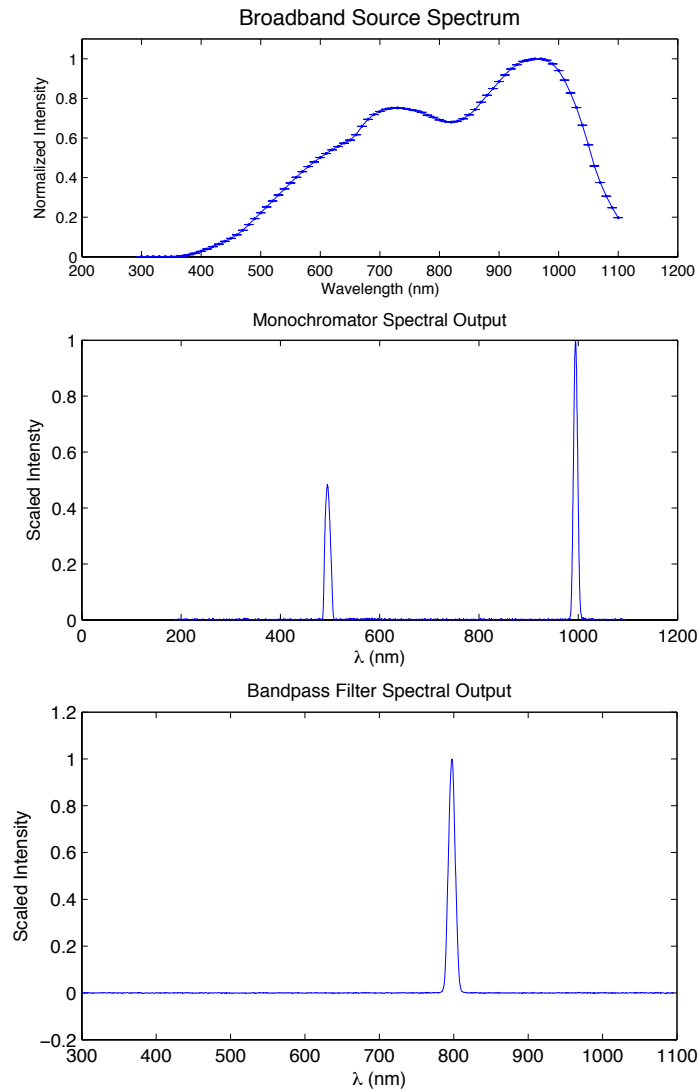 Broadband Source Spectrum
1
0.8
0.6
0.4
0.2
0
Normalized Intensity
200 300 400 500 600 700 800 900 1000 1100 1200
Wavelength (nm)
Monochromator Spectral Output
1
0.8
0.6
0.4
0.2
0
Scaled Intensty
0 200 400 600 800 1000 1200
λ (nm)
Bandpass Filter Spectral Output
1.2
1
0.8
0.6
0.4
0.2
0
−0.2
Scaled Intensity
300 400 500 600 700 800 900 1000 1100
λ (nm)